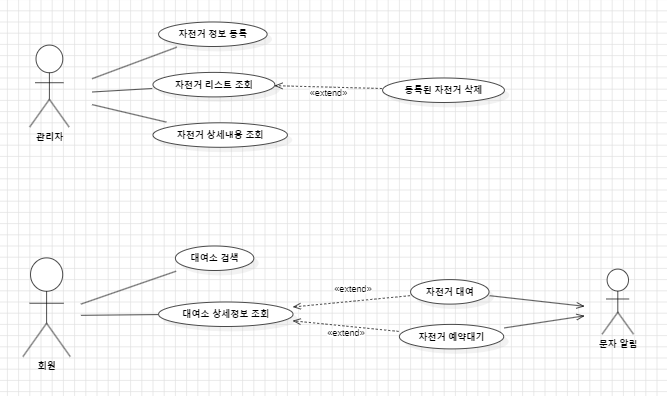 자전거 정보 등록
자전거 리스트 조회
«extend»
등록된 자전거 삭제
관리자
자전거 상세내용 조회
대여소 검색
«extend»
자전거 대여
대여소 상세정보 조회
«extend»
자전거 예약대기
문자 알림
회원